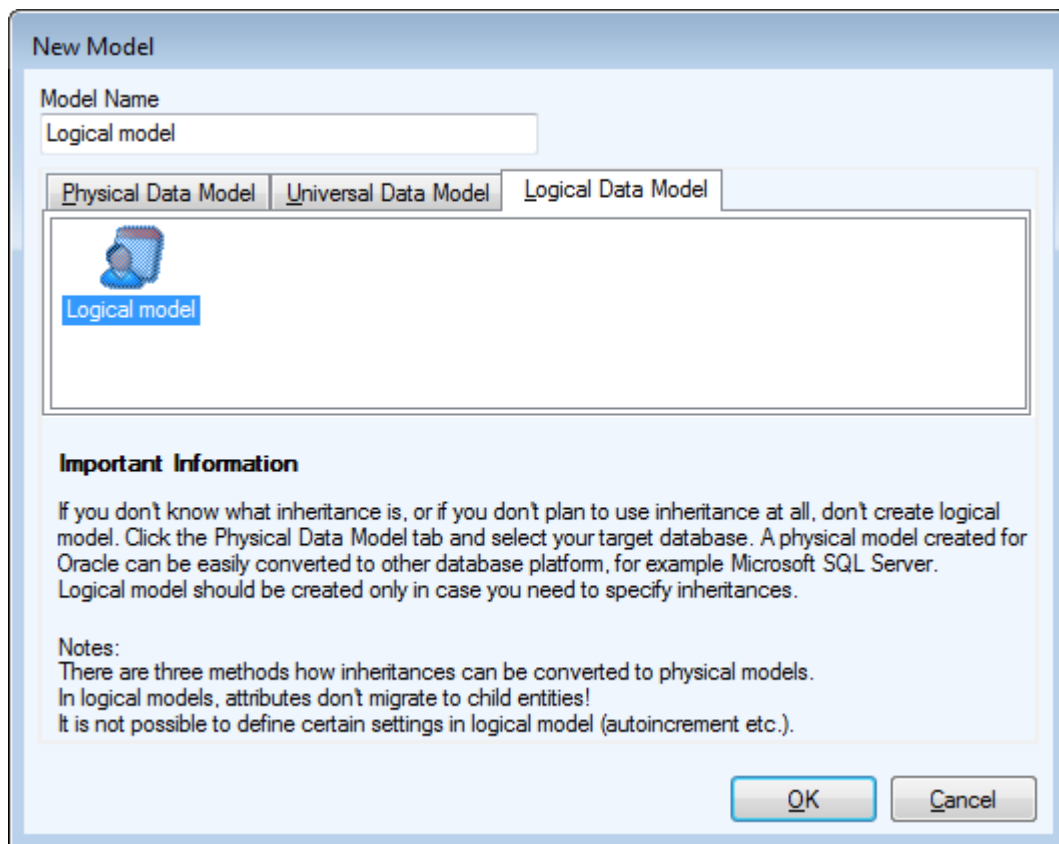 New Model
Model Name
Logical model
Physical Data Model Universal Data Model Logical Data Model
Logical model
Important Information
If you don't know what inheritance is, or if you don't plan to use inheritance at all, don't create logical
model. Click the Physical Data Model tab and select your target database. A physical model created for
Oracle can be easily converted to other database platform, for example Microsoft SQL Server.
Logical model should be created only in case you need to specify inheritances.
Notes:
There are three methods how inheritances can be converted to physical models.
In logical models, attributes don't migrate to child entities!
It is not possible to define certain settings in logical model (autoincrement etc.).
OK Cancel